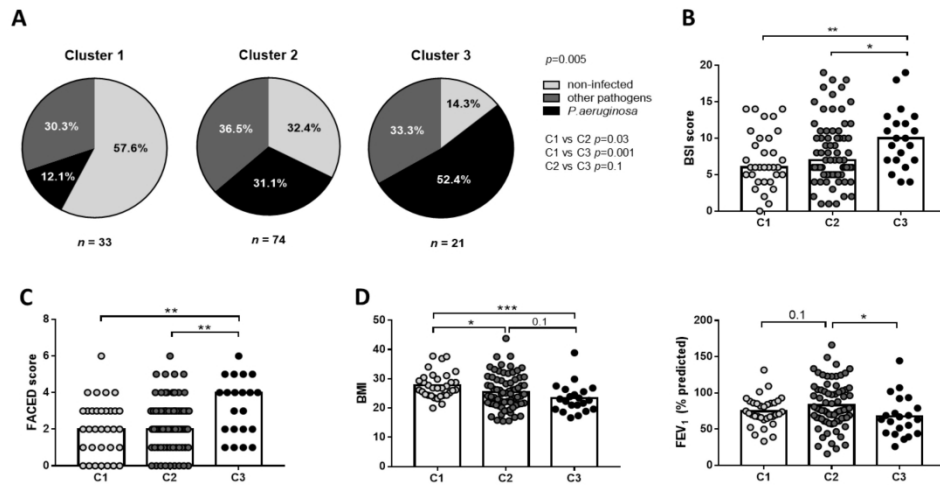 A
Cluster 1
Cluster 2
Cluster 3
30.3%
57.6%
12.1%
36.5%
32.4%
31.1%
14.3%
33.3%
52.4%
n = 33
n = 74
n = 21
p=0.005
non-infected
other pathogens
P.aeruginosa
C1 vs C2 p=0.03
C1 vs C3 p=0.001
C2 vs C3 p=0.1
B
**
*
BSI score
20
15
10
5
0
C1 C2 C3
C
**
**
FACED score
8
6
4
2
0
C1 C2 C3
D
***
* 0.1
BMI
50
40
30
20
10
0
C1 C2 C3
0.1 *
FEV1 (% predicted)
200
150
100
50
0
C1 C2 C3